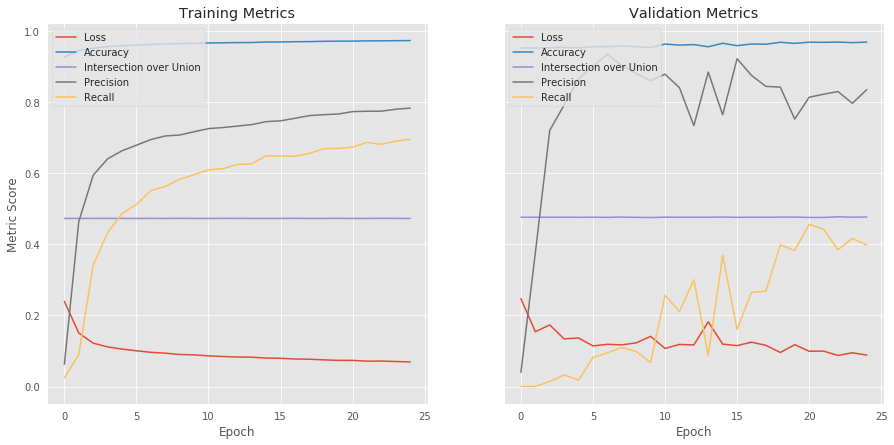 Training Metrics
Loss
Accuracy
Intersection over Union
Precision
Recall
1.0
0.8
0.6
0.4
0.2
0.0
Metric Score
0
5
10
15
20
25
Epoch
Validation Metrics
Loss
Accuracy
Intersection over Union
Precision
Recall
0
5
10
15
20
25
Epoch